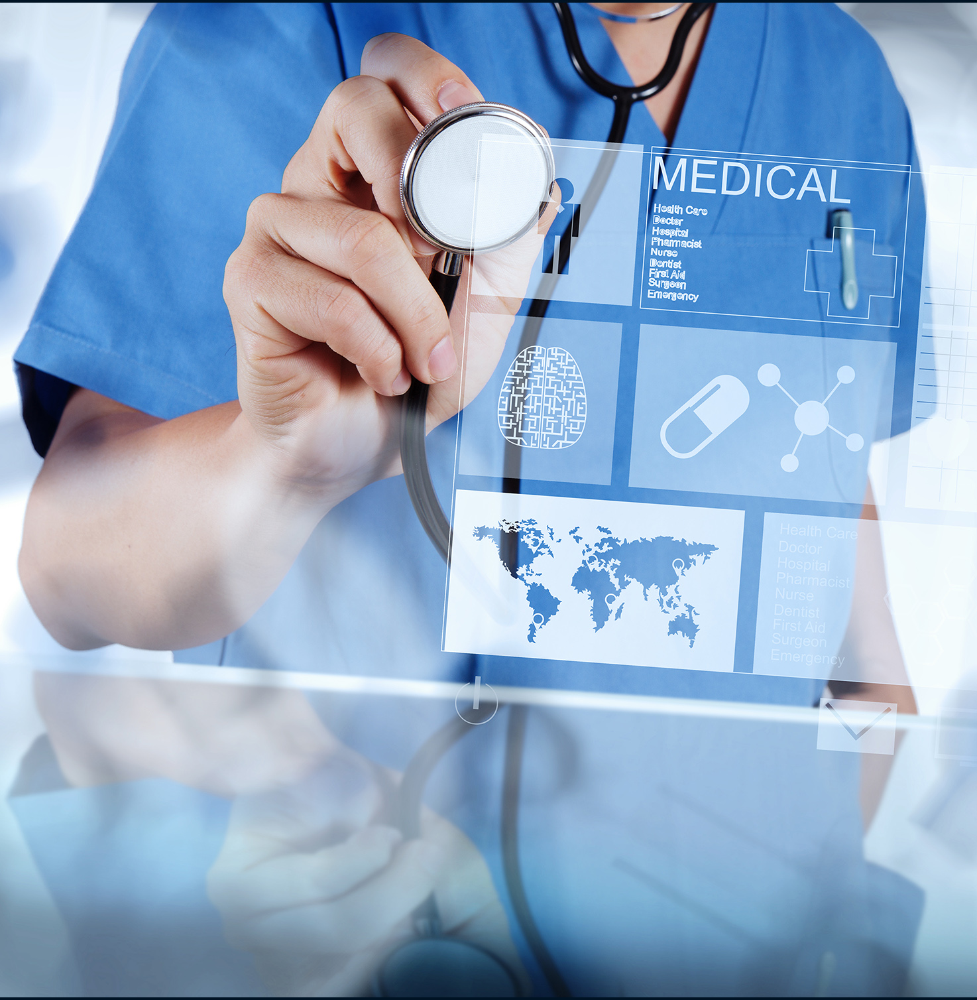 MEDICAL
Health Care
Doctor
Hospital
Pharmacist
Nurse
Dentist
First Aid
Surgeon
Emergency
Health Care
Doctor
Hospital
Pharmacist
Nurse
Dentist
First Aid
Surgeon
Emergency